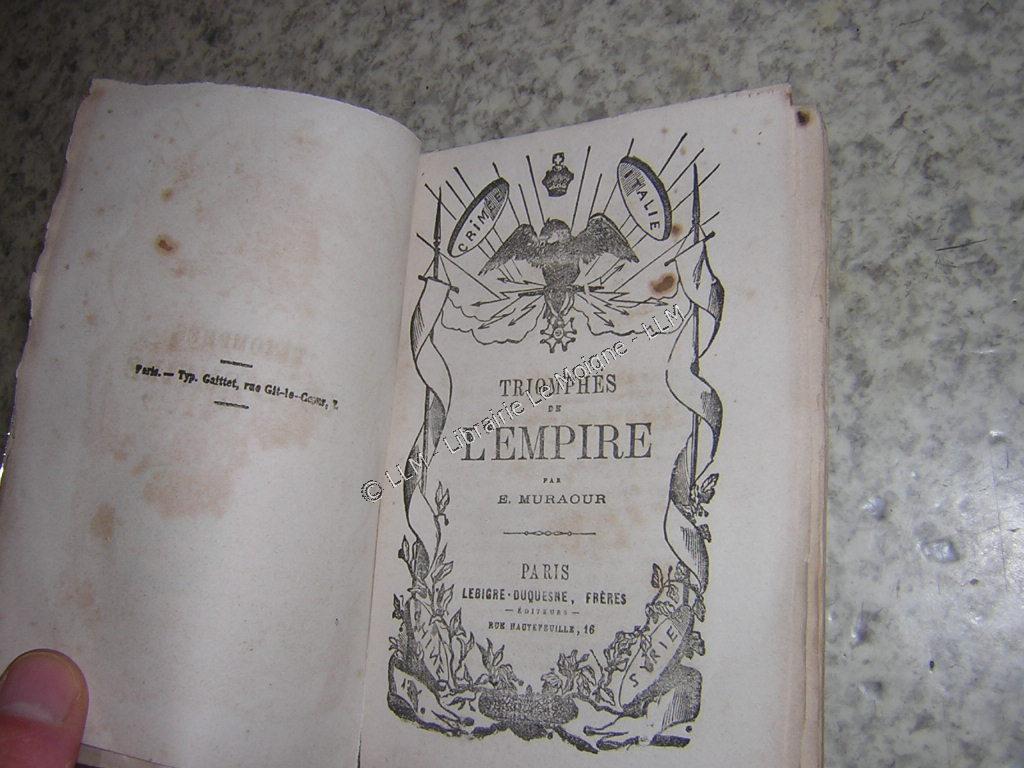 Paris. — Typ. Gaittet, rue Gît-le-Cœur, 7.
CRIMÉE
ITALIE
TRIOMPHES
DE
L'EMPIRE
PAR
E. MURAOUR
PARIS
LEBIGRE-DUQUESNE, FRÈRES
— ÉDITEURS —
RUE HAUTEFEUILLE, 16
SYRIE
© LLM - Librairie Le Moigne - LLM